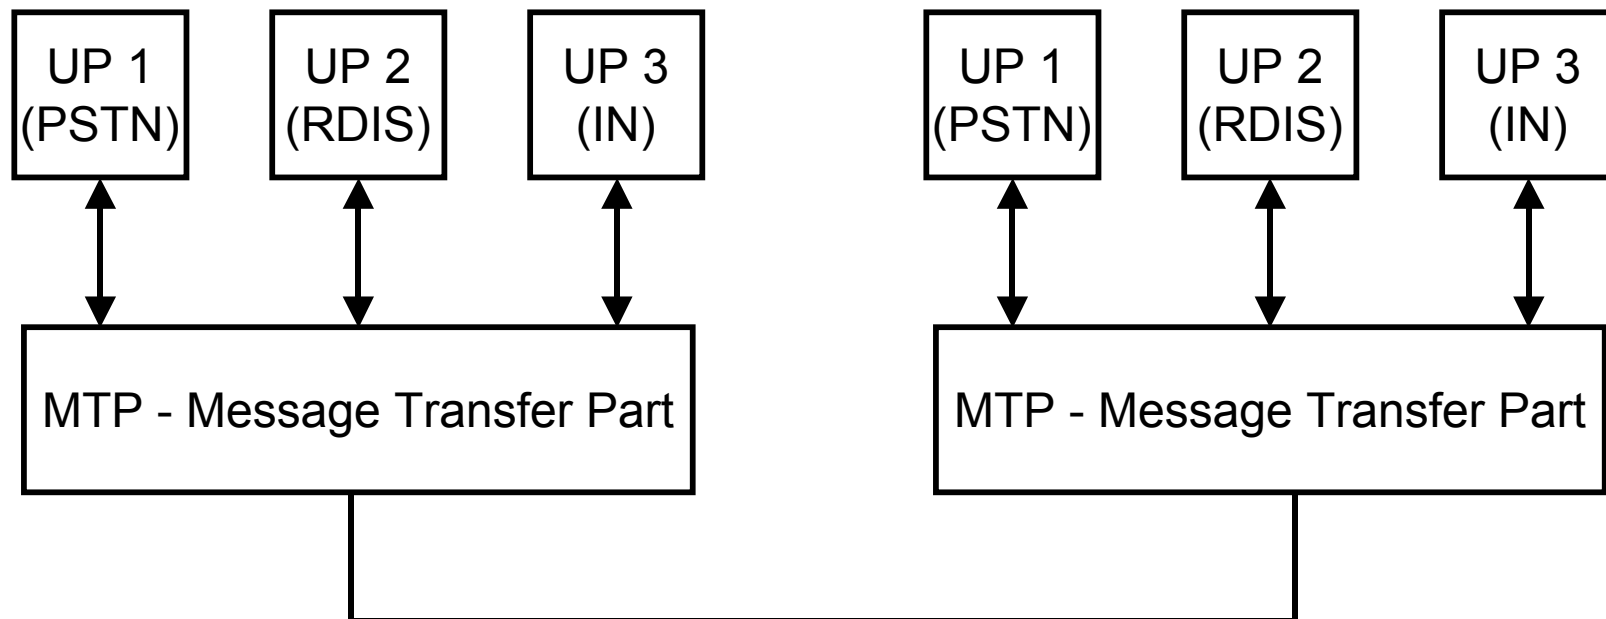 UP 1
(PSTN)
UP 2
(RDIS)
UP 3
(IN)
UP 1
(PSTN)
UP 2
(RDIS)
UP 3
(IN)
MTP - Message Transfer Part
MTP - Message Transfer Part